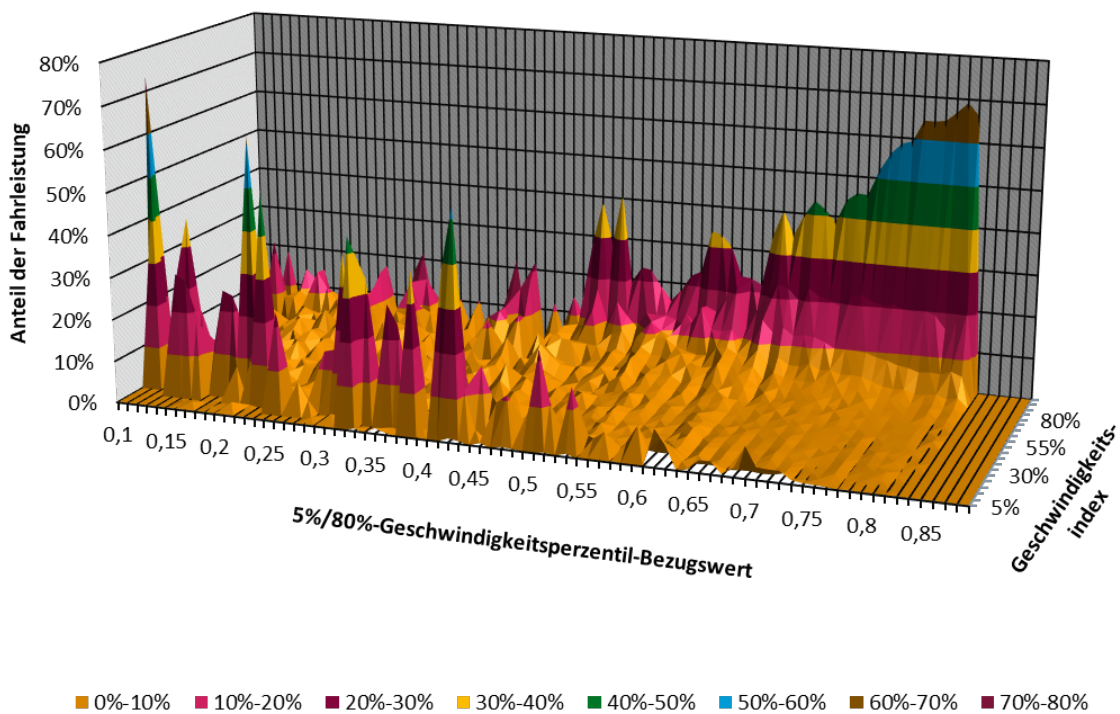 80%
70%
60%
50%
40%
30%
20%
10%
0%
Anteil der Fahrleistung
0,1 0,15 0,2 0,25 0,3 0,35 0,4 0,45 0,5 0,55 0,6 0,65 0,7 0,75 0,8 0,85
5%/80%-Geschwindigkeitsperzentil-Bezugswert
80%
55%
30%
5%
Geschwindigkeits-
index
0%-10% 10%-20% 20%-30% 30%-40% 40%-50% 50%-60% 60%-70% 70%-80%